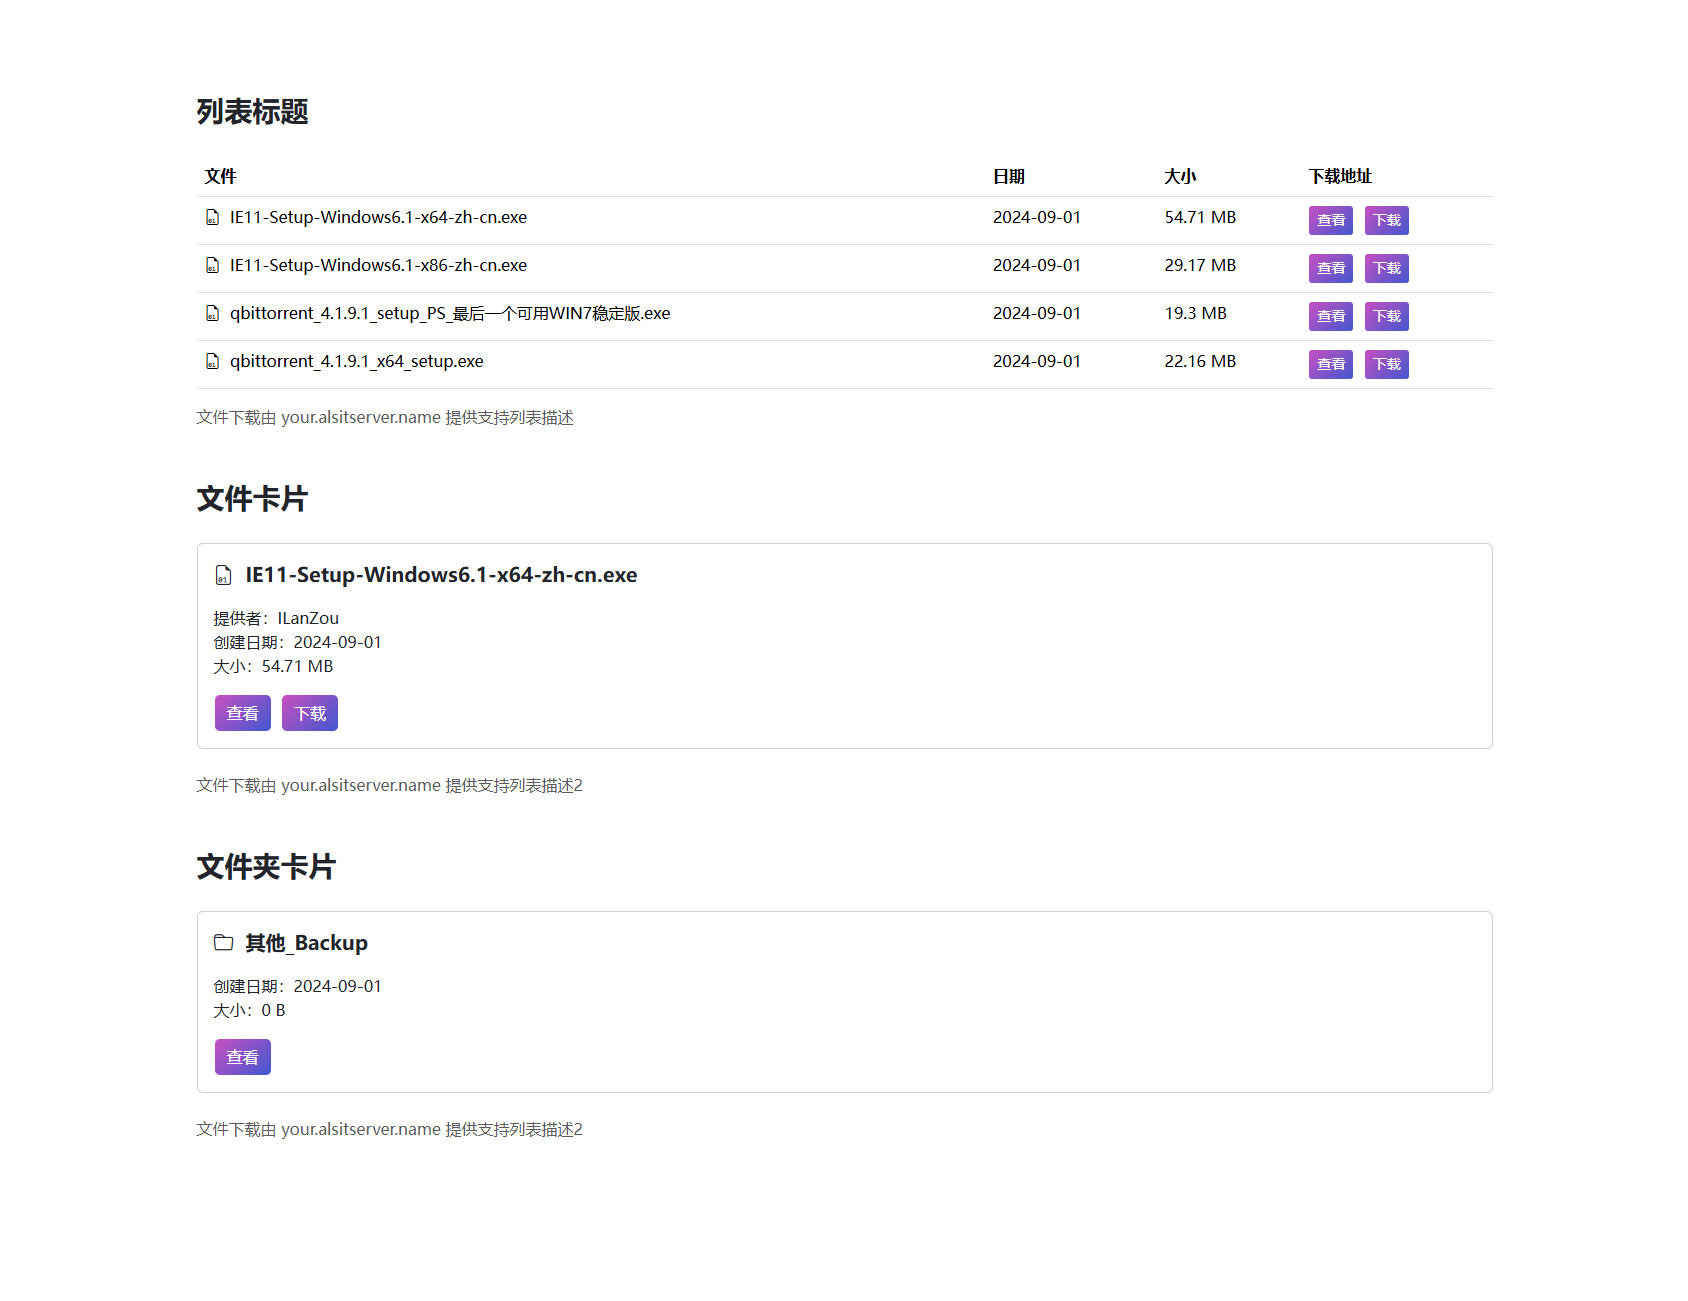 列表标题
文件 日期 大小 下载地址
IE11-Setup-Windows6.1-x64-zh-cn.exe 2024-09-01 54.71 MB 查看 下载
IE11-Setup-Windows6.1-x86-zh-cn.exe 2024-09-01 29.17 MB 查看 下载
qbittorrent_4.1.9.1_setup_PS_最后一个可用WIN7稳定版.exe 2024-09-01 19.3 MB 查看 下载
qbittorrent_4.1.9.1_x64_setup.exe 2024-09-01 22.16 MB 查看 下载
文件下载由 your.alsitserver.name 提供支持列表描述
文件卡片
IE11-Setup-Windows6.1-x64-zh-cn.exe
提供者：ILanZou
创建日期：2024-09-01
大小：54.71 MB
查看 下载
文件下载由 your.alsitserver.name 提供支持列表描述2
文件夹卡片
其他_Backup
创建日期：2024-09-01
大小：0 B
查看
文件下载由 your.alsitserver.name 提供支持列表描述2